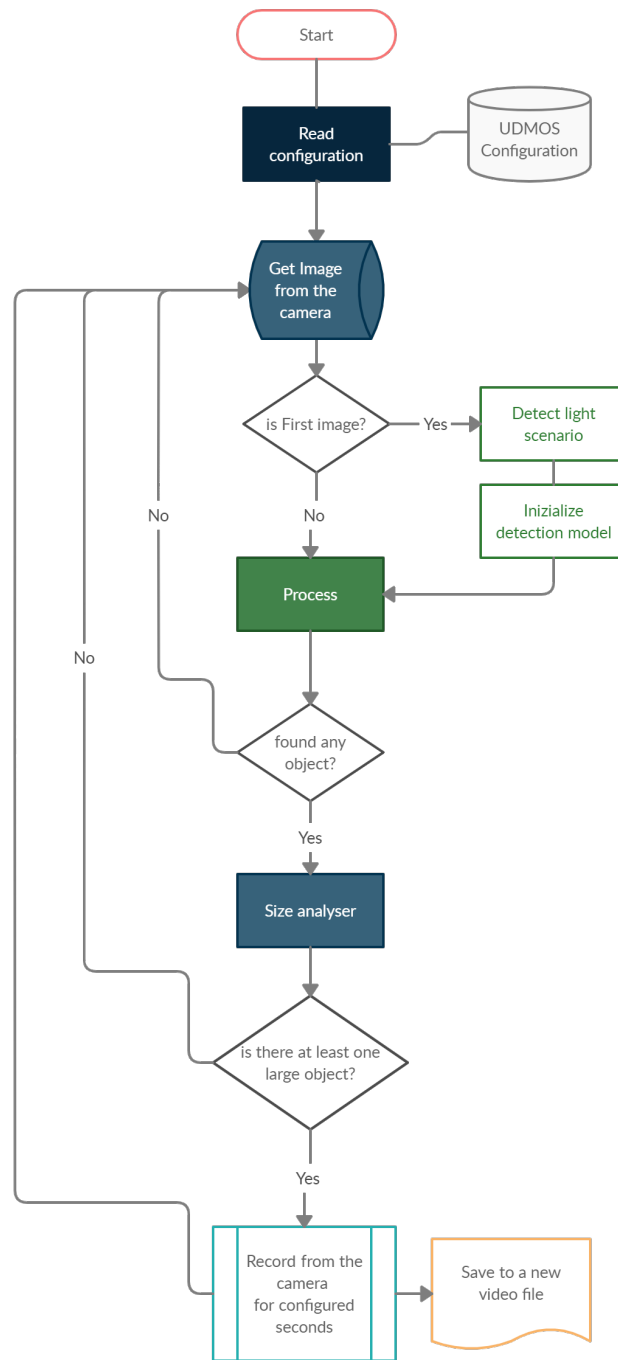 Start
Read
configuration
UDMOS
Configuration
Get Image
from the
camera
is First image?
Yes
Detect light
scenario
No
Inizialize
detection model
No
Process
No
found any
object?
Yes
Size analyser
is there at least one
large object?
Yes
Record from the
camera
for configured
seconds
Save to a new
video file